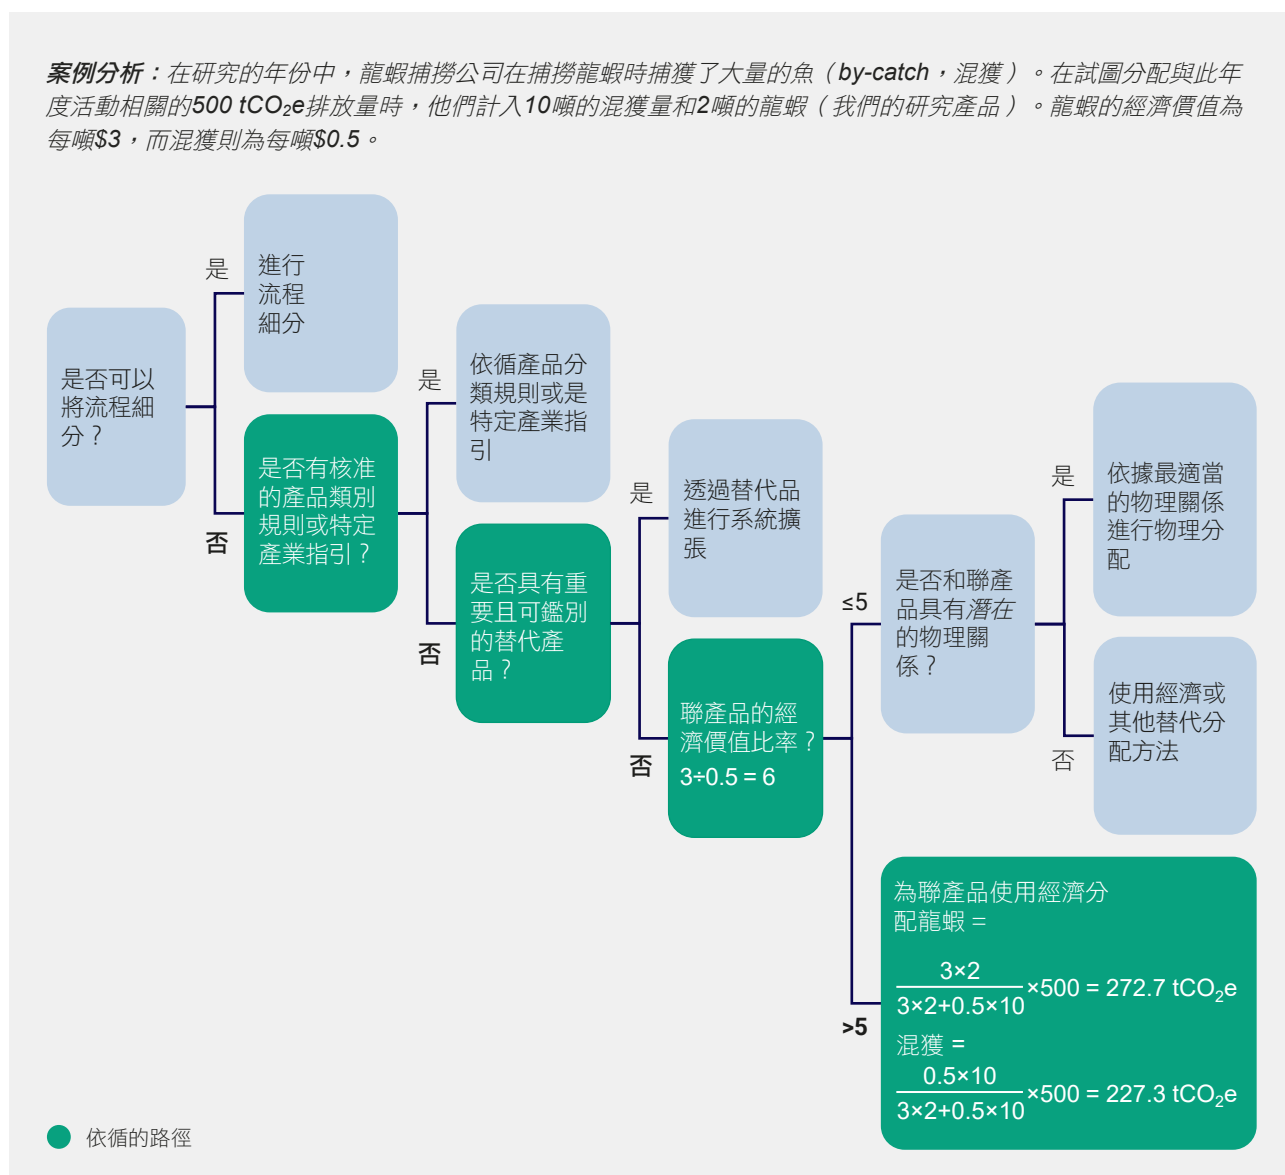 案例分析：在研究的年份中，龍蝦捕撈公司在捕撈龍蝦時捕獲了大量的魚（by-catch，混獲）。在試圖分配與此年
度活動相關的500 tCO₂e排放量時，他們計入10噸的混獲量和2噸的龍蝦（我們的研究產品）。龍蝦的經濟價值為
每噸$3，而混獲則為每噸$0.5。
是否可以
將流程細
分？
是
進行
流程
細分
否
是否有核准
的產品類別
規則或特定
產業指引？
是
依循產品分
類規則或是
特定產業指
引
否
是否具有重
要且可鑑別
的替代產
品？
是
透過替代品
進行系統擴
張
否
聯產品的經
濟價值比率？
3÷0.5 = 6
≤5
是否和聯產
品具有潛在
的物理關
係？
是
依據最適當
的物理關係
進行物理分
配
否
使用經濟或
其他替代分
配方法
>5
為聯產品使用經濟分
配龍蝦 =
3×2
3×2+0.5×10
×500 = 272.7 tCO₂e
混獲 =
0.5×10
3×2+0.5×10
×500 = 227.3 tCO₂e
依循的路徑